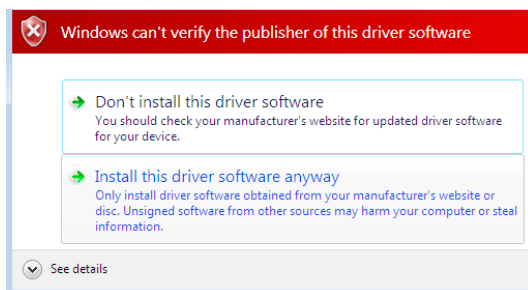 Windows can't verify the publisher of this driver software
Don't install this driver software
You should check your manufacturer's website for updated driver software
for your device.
Install this driver software anyway
Only install driver software obtained from your manufacturer's website or
disc. Unsigned software from other sources may harm your computer or steal
information.
See details